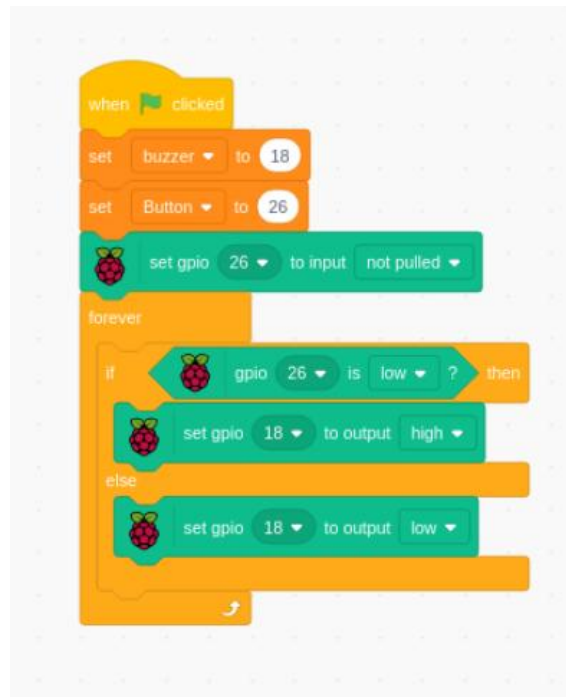 when clicked
set buzzer to 18
set Button to 26
set gpio 26 to input not pulled
forever
if gpio 26 is low ? then
set gpio 18 to output high
else
set gpio 18 to output low